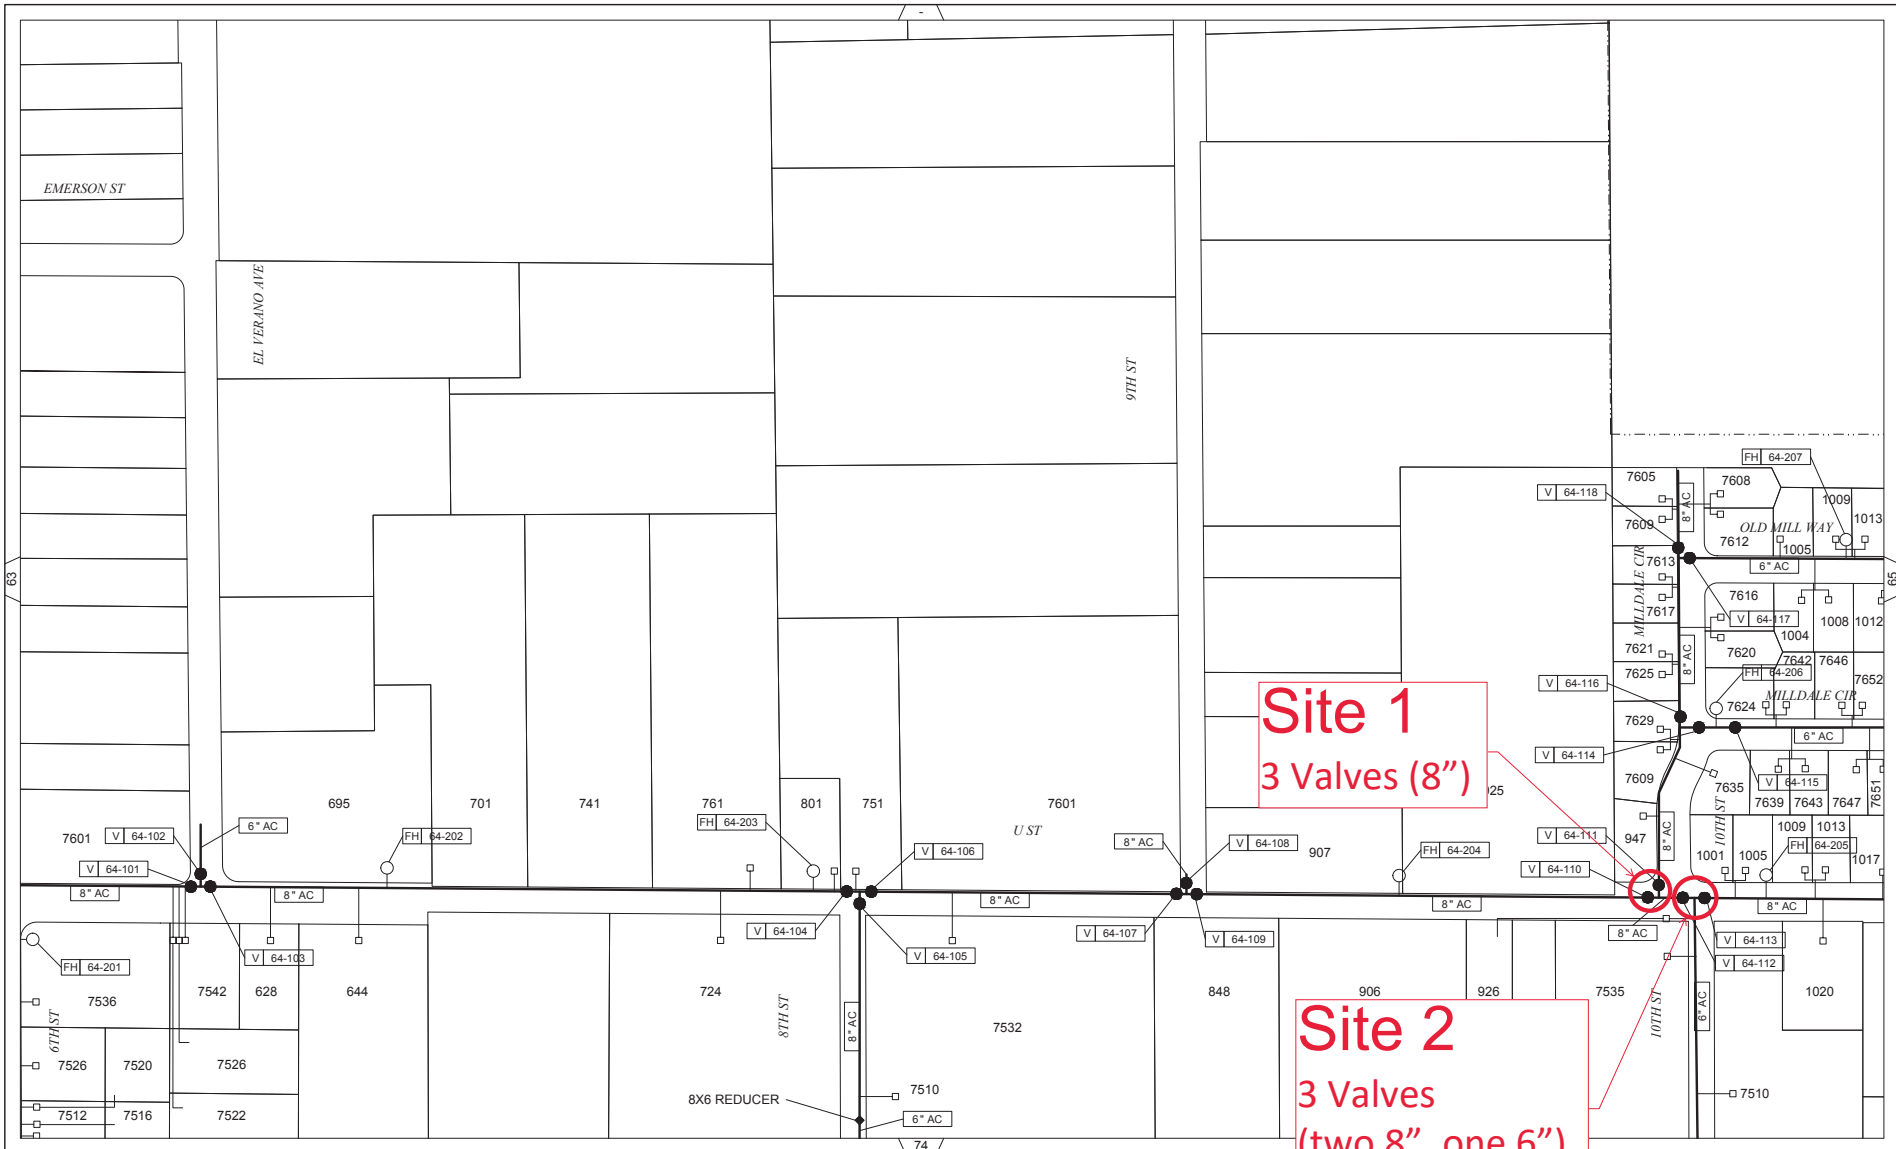 -
EMERSON ST
EL VERANO AVE
9TH ST
63
65
FH 64-207
V 64-118
7605
7608
8" AC
1009
1013
7609
OLD MILL WAY
7612
1005
7613
6" AC
MILLDALE CIR
7616
7617
V 64-117
1008
1012
1004
7621
7620
8" AC
7642
7646
7625
FH 64-206
7652
V 64-116
MILLDALE CIR
7624
7629
6" AC
V 64-114
Site 1
3 Valves (8”)
7609
7635
V 64-115
7651
7639
7643
7647
695
701
741
761
801
751
7601
10TH ST
FH 64-203
U ST
7601
V 64-102
6" AC
FH 64-202
V 64-106
8" AC
V 64-108
907
FH 64-204
V 64-111
947
8" AC
1009
1013
FH 64-205
1001
1005
1017
V 64-101
V 64-110
8" AC
8" AC
8" AC
8" AC
8" AC
V 64-104
V 64-107
V 64-109
8" AC
V 64-113
V 64-103
V 64-105
V 64-112
FH 64-201
7536
7542
628
644
724
848
906
926
7535
1020
6TH ST
8TH ST
8" AC
7532
10TH ST
6" AC
Site 2
3 Valves
(two 8”, one 6”)
7526
7520
7526
7510
7510
8X6 REDUCER
7512
7516
7522
6" AC
74